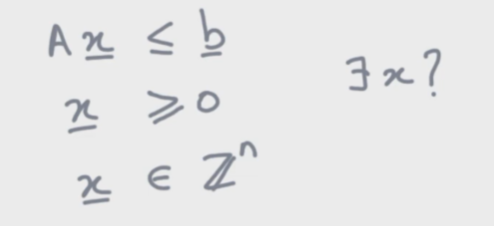 A x ≤ b
x ≥ 0
∃ x ?
x ∈ ℤⁿ